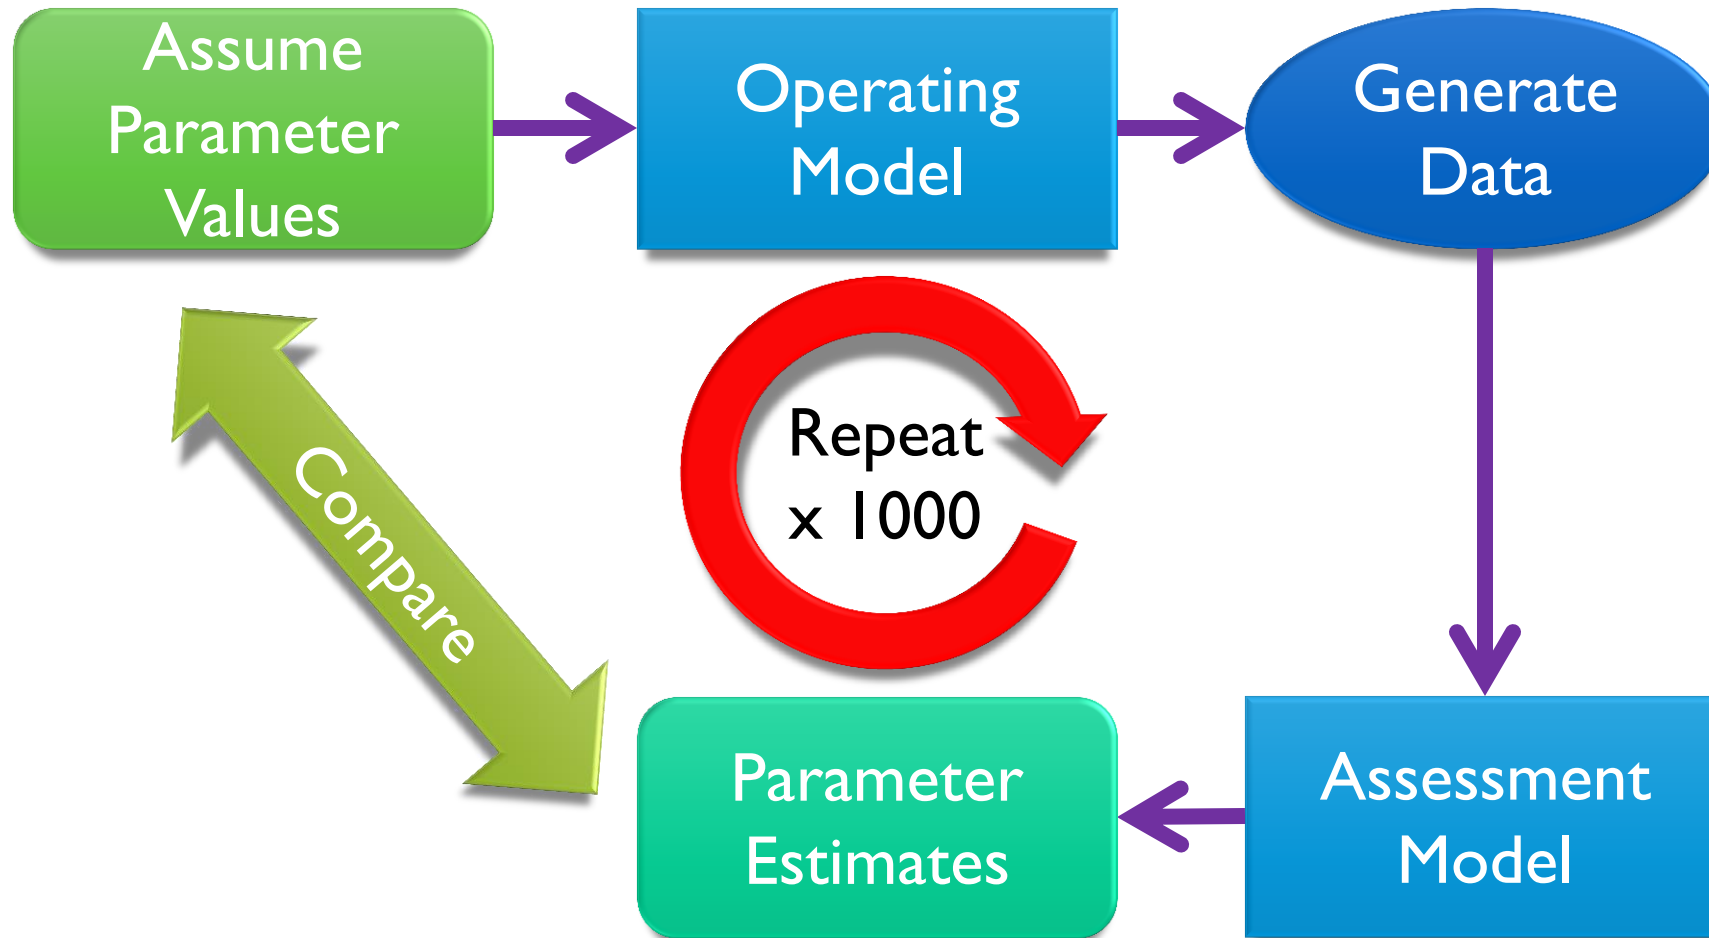 Assume
Parameter
Values
Operating
Model
Generate
Data
Repeat
x 1000
Compare
Parameter
Estimates
Assessment
Model